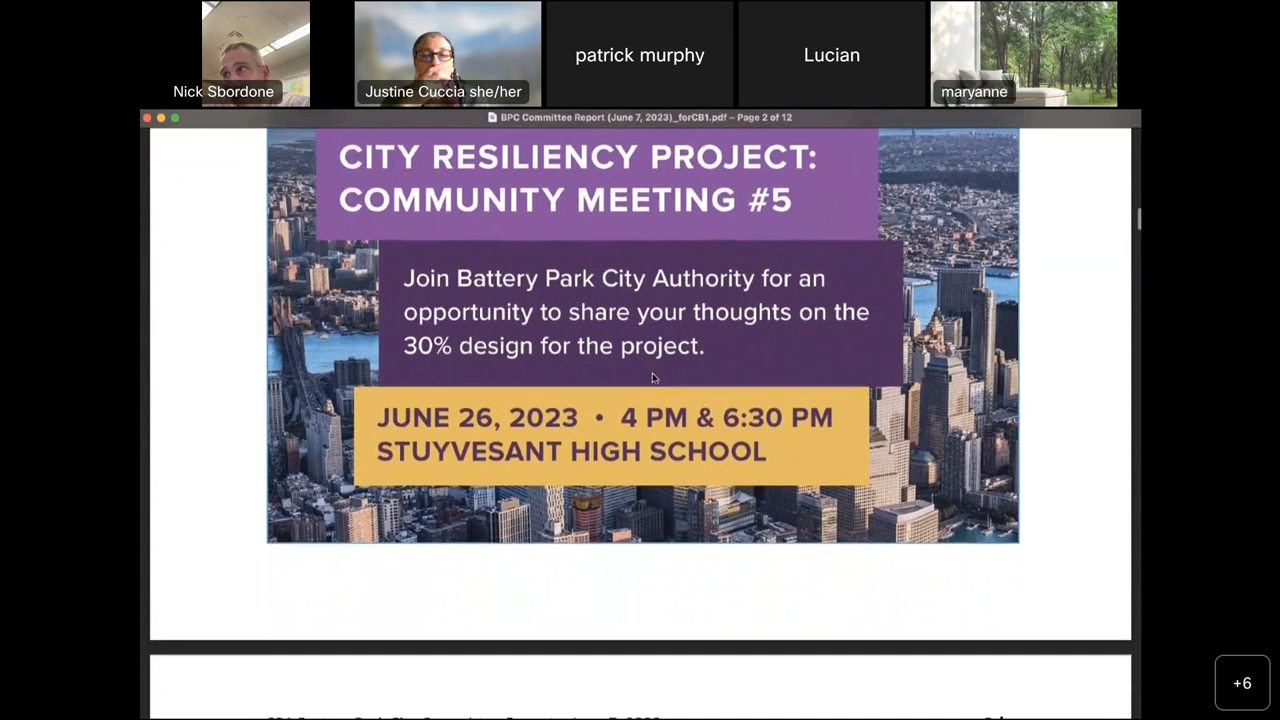 patrick murphy
Lucian
Nick Sbordone
Justine Cuccia she/her
maryanne
BPC Committee Report (June 7, 2023)_forCB1.pdf – Page 2 of 12
CITY RESILIENCY PROJECT:
COMMUNITY MEETING #5
Join Battery Park City Authority for an
opportunity to share your thoughts on the
30% design for the project.
JUNE 26, 2023 • 4 PM & 6:30 PM
STUYVESANT HIGH SCHOOL
+6